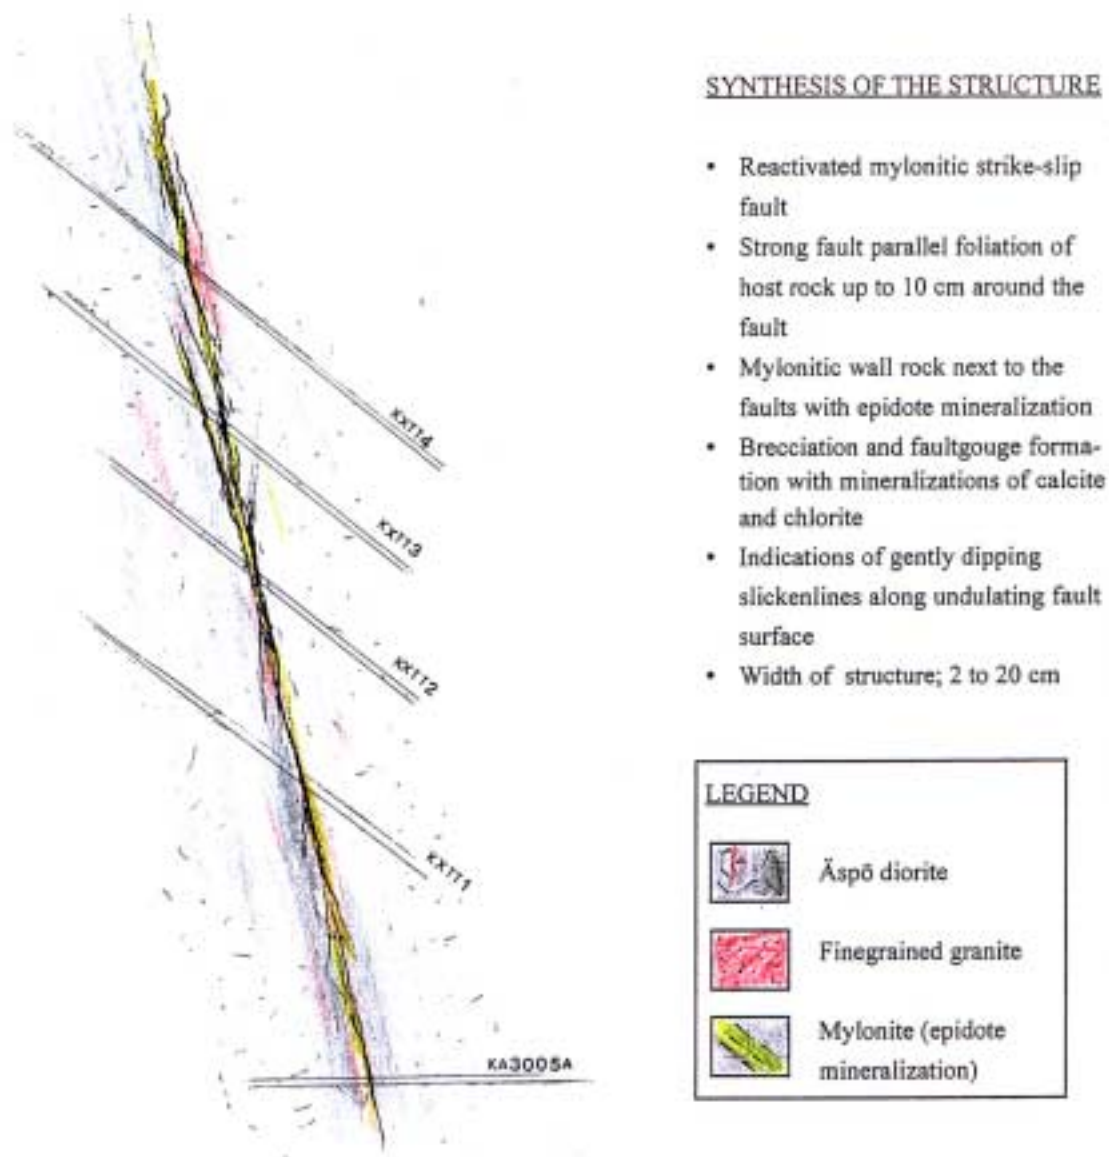 SYNTHESIS OF THE STRUCTURE
• Reactivated mylonitic strike-slip
fault
• Strong fault parallel foliation of
host rock up to 10 cm around the
fault
• Mylonitic wall rock next to the
faults with epidote mineralization
• Brecciation and faultgouge forma-
tion with mineralizations of calcite
and chlorite
• Indications of gently dipping
slickenlines along undulating fault
surface
• Width of structure; 2 to 20 cm
KXTT4
KXTT3
KXTT2
KXTT1
KA3005A
LEGEND
Äspö diorite
Finegrained granite
Mylonite (epidote
mineralization)